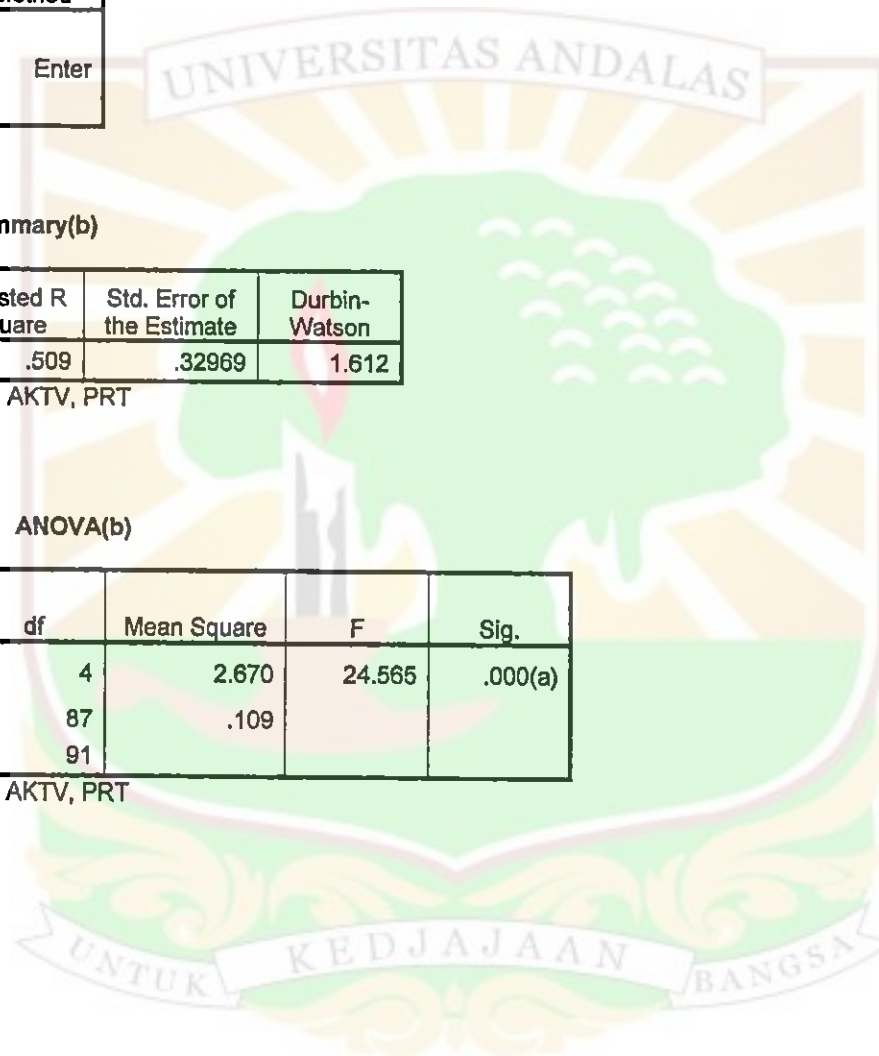 Enter
UNIVERSITAS ANDALAS
mmary(b)
sted R Std. Error of Durbin-
uare the Estimate Watson
.509 .32969 1.612
AKTV, PRT
ANOVA(b)
df Mean Square F Sig.
4 2.670 24.565 .000(a)
87 .109
91
AKTV, PRT
UNTUK KEDJAJAAN BANGSA